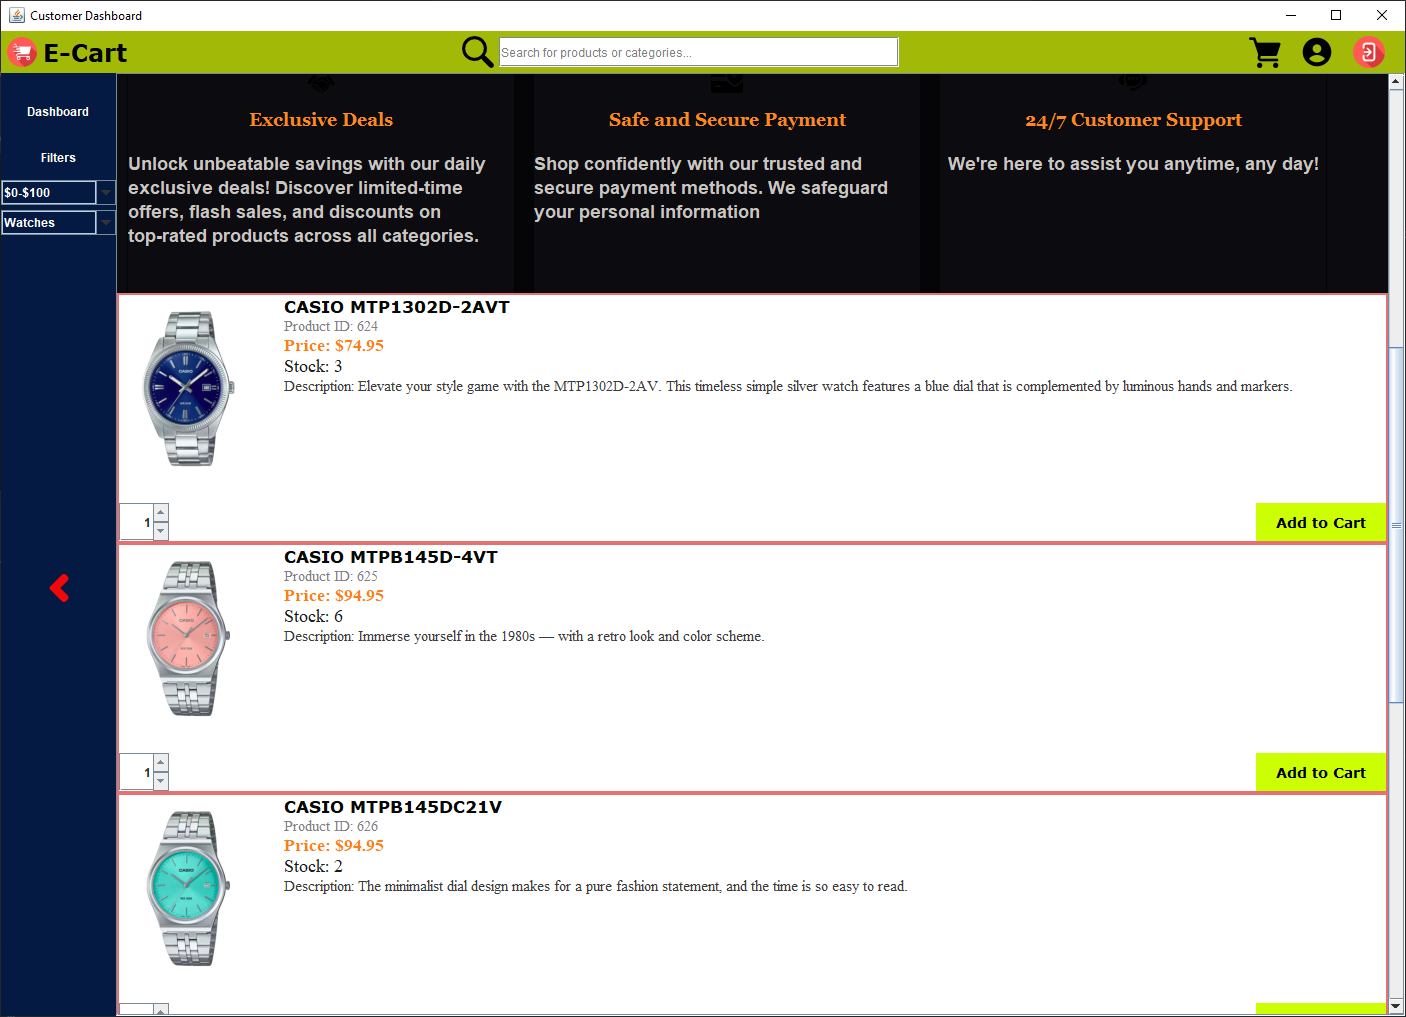 Customer Dashboard
E-Cart
Search for products or categories...
Dashboard
Filters
$0-$100
Watches
Exclusive Deals
Unlock unbeatable savings with our daily
exclusive deals! Discover limited-time
offers, flash sales, and discounts on
top-rated products across all categories.
Safe and Secure Payment
Shop confidently with our trusted and
secure payment methods. We safeguard
your personal information
24/7 Customer Support
We're here to assist you anytime, any day!
CASIO MTP1302D-2AVT
Product ID: 624
Price: $74.95
Stock: 3
Description: Elevate your style game with the MTP1302D-2AV. This timeless simple silver watch features a blue dial that is complemented by luminous hands and markers.
CASIO
1
Add to Cart
CASIO MTPB145D-4VT
Product ID: 625
Price: $94.95
Stock: 6
Description: Immerse yourself in the 1980s — with a retro look and color scheme.
CASIO
1
Add to Cart
CASIO MTPB145DC21V
Product ID: 626
Price: $94.95
Stock: 2
Description: The minimalist dial design makes for a pure fashion statement, and the time is so easy to read.
CASIO